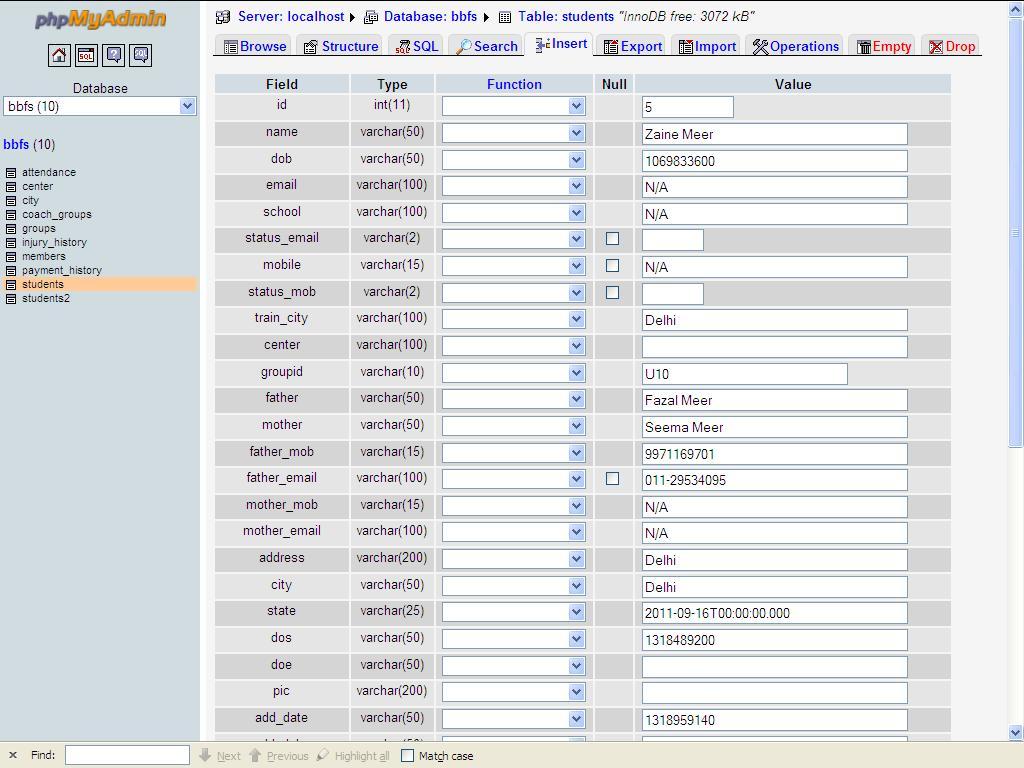 phpMyAdmin
Server: localhost Database: bbfs Table: students "InnoDB free: 3072 kB"
Browse Structure SQL Search Insert Export Import Operations Empty Drop
SQL
Database
bbfs (10)
bbfs (10)
attendance
center
city
coach_groups
groups
injury_history
members
payment_history
students
students2
Field Type Function Null Value
id int(11) 5
name varchar(50) Zaine Meer
dob varchar(50) 1069833600
email varchar(100) N/A
school varchar(100) N/A
status_email varchar(2)
mobile varchar(15) N/A
status_mob varchar(2)
train_city varchar(100) Delhi
center varchar(100)
groupid varchar(10) U10
father varchar(50) Fazal Meer
mother varchar(50) Seema Meer
father_mob varchar(15) 9971169701
father_email varchar(100) 011-29534095
mother_mob varchar(15) N/A
mother_email varchar(100) N/A
address varchar(200) Delhi
city varchar(50) Delhi
state varchar(25) 2011-09-16T00:00:00.000
dos varchar(50) 1318489200
doe varchar(50)
pic varchar(200)
add_date varchar(50) 1318959140
Find: Next Previous Highlight all Match case